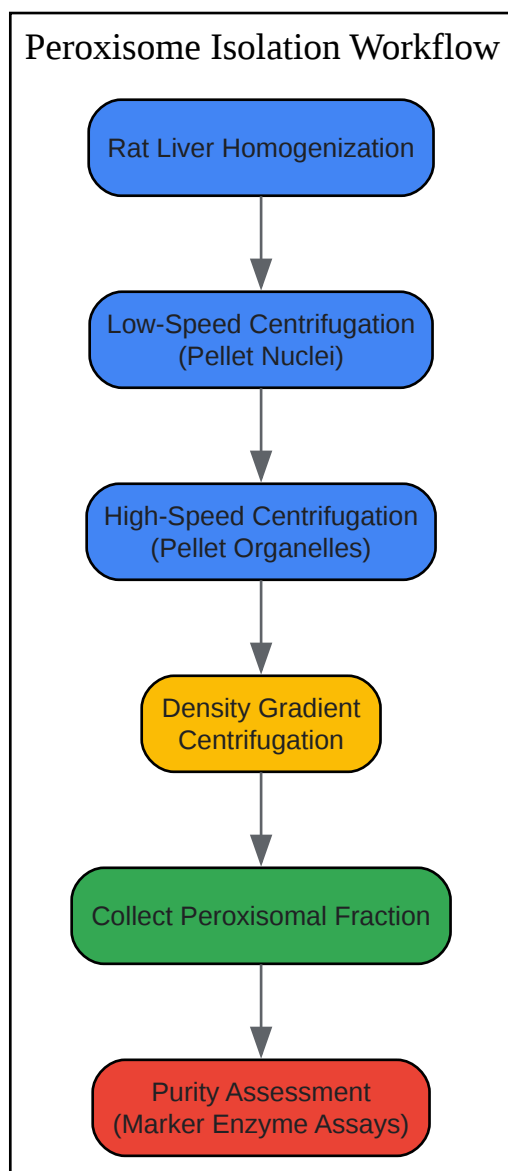 Peroxisome Isolation Workflow
Rat Liver Homogenization
Low-Speed Centrifugation
(Pellet Nuclei)
High-Speed Centrifugation
(Pellet Organelles)
Density Gradient
Centrifugation
Collect Peroxisomal Fraction
Purity Assessment
(Marker Enzyme Assays)